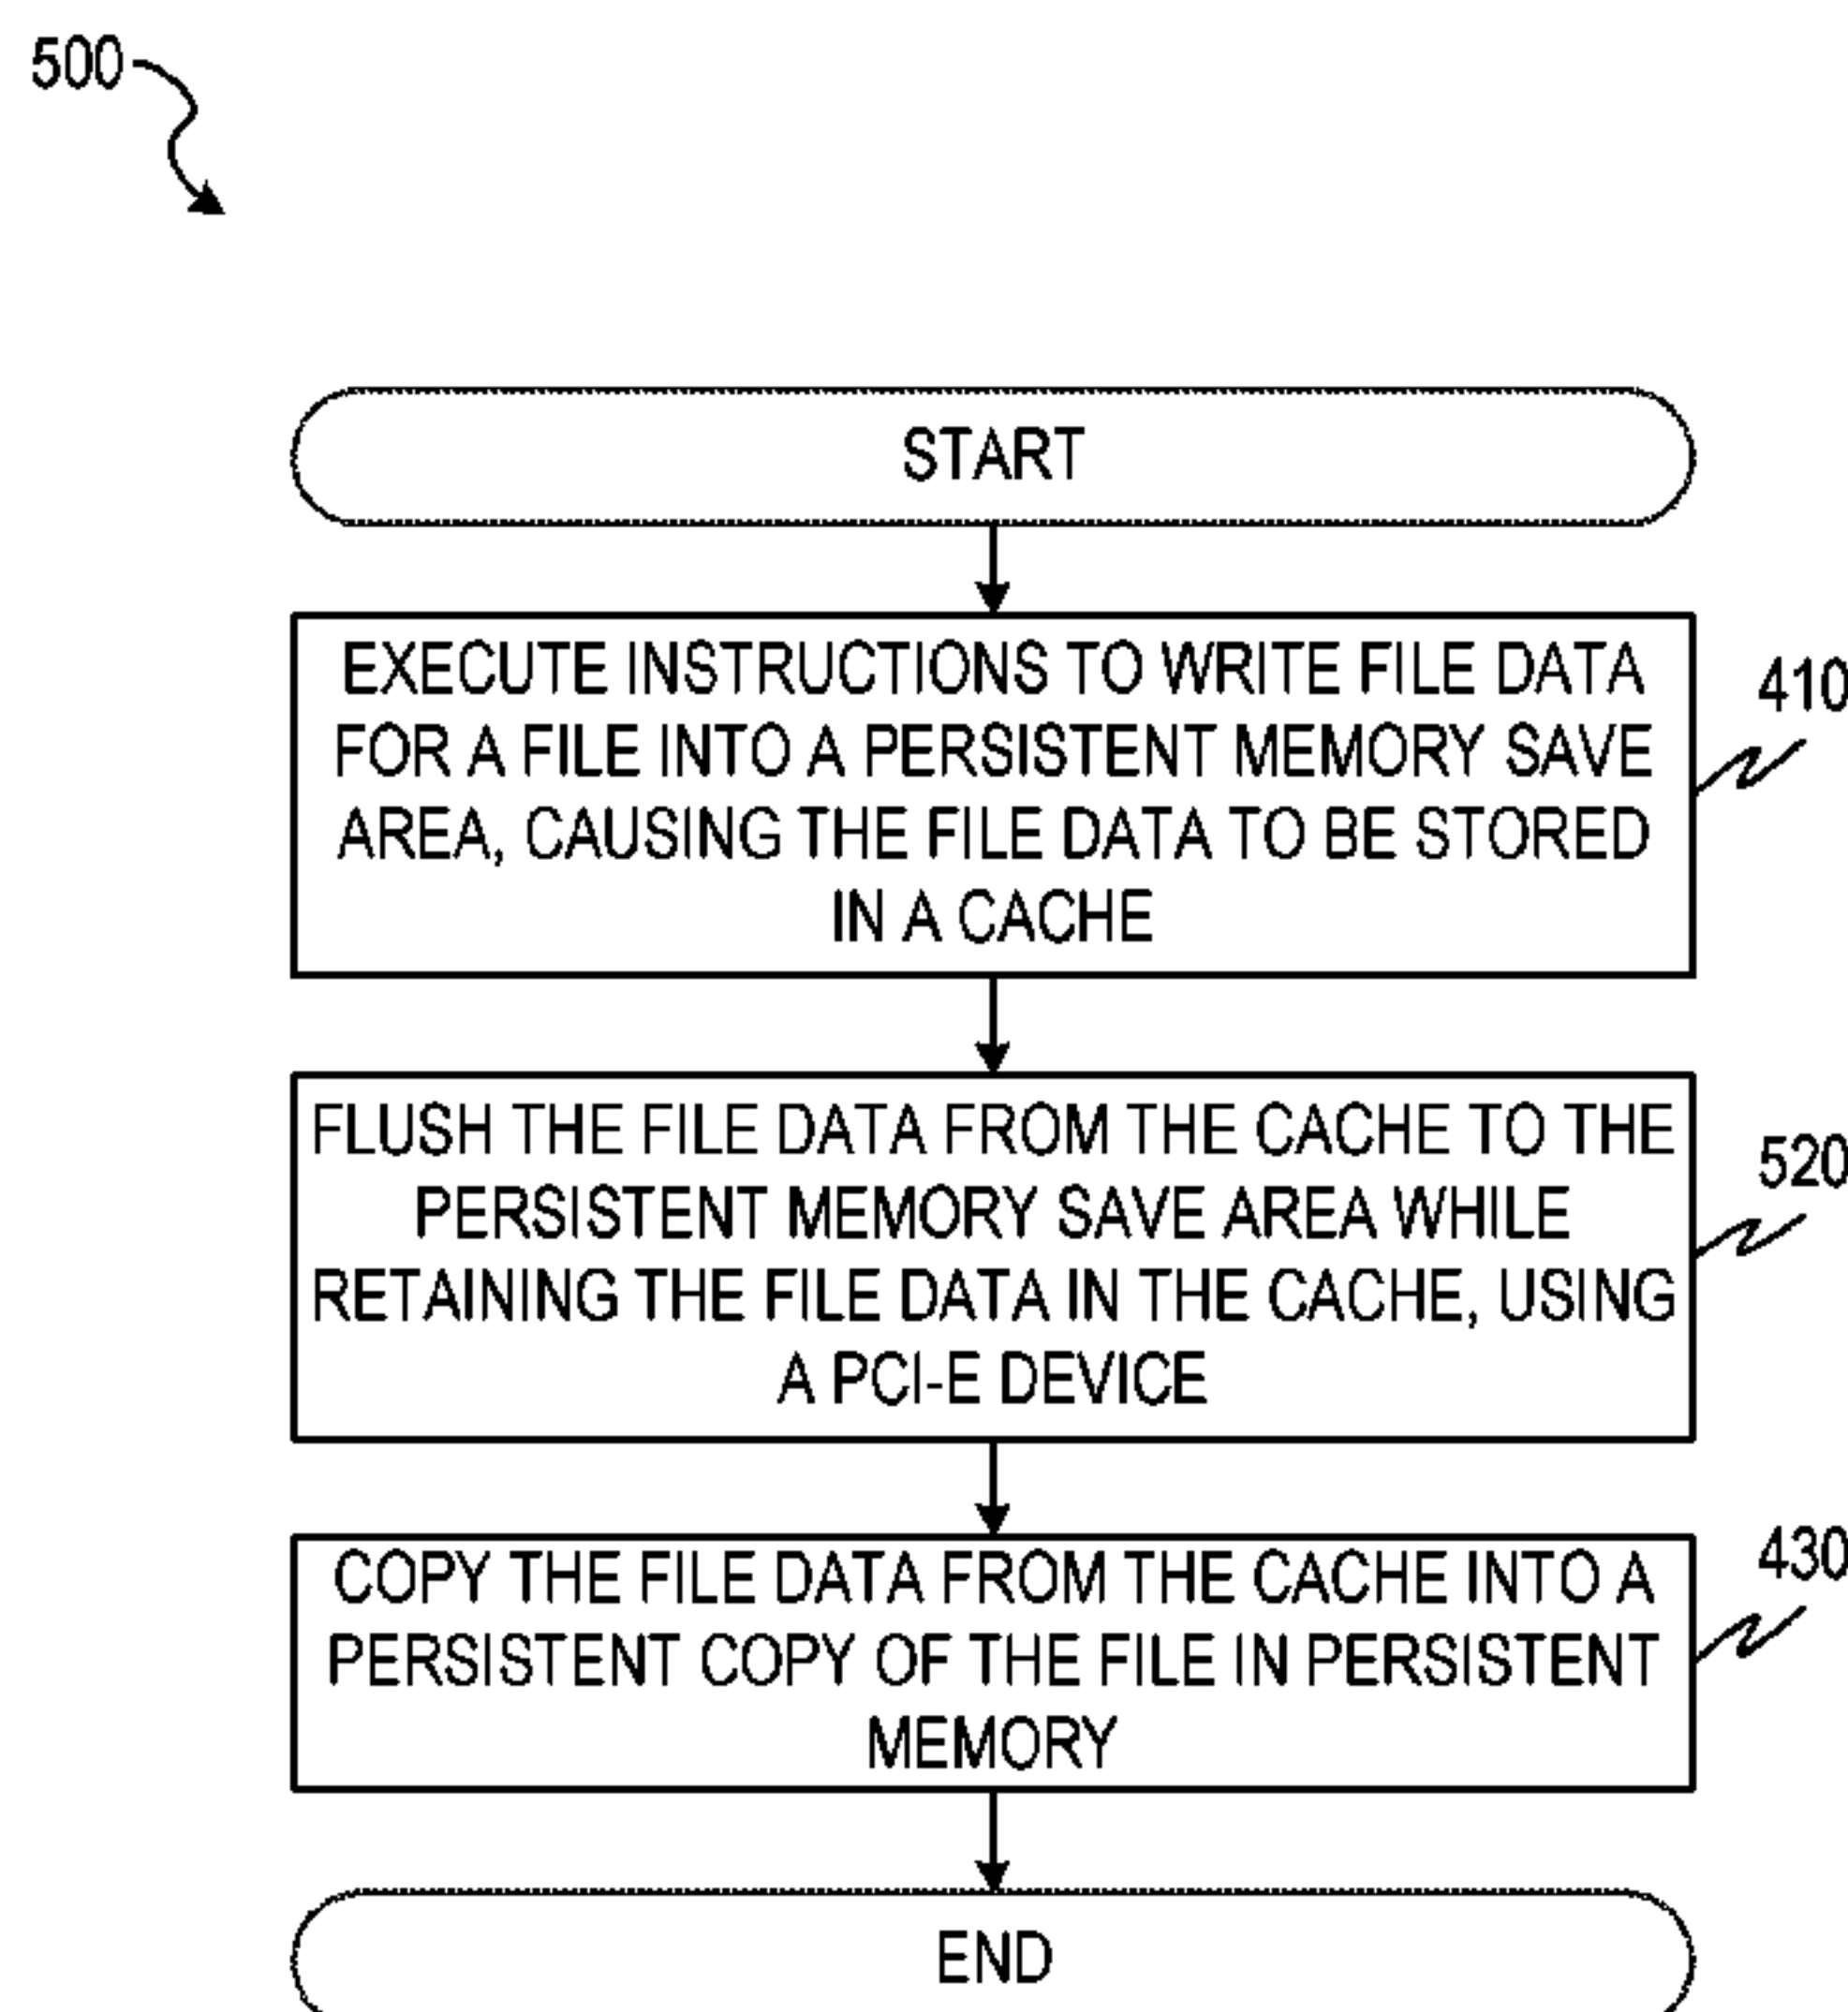 500
START
EXECUTE INSTRUCTIONS TO WRITE FILE DATA
FOR A FILE INTO A PERSISTENT MEMORY SAVE
AREA, CAUSING THE FILE DATA TO BE STORED
IN A CACHE
410
FLUSH THE FILE DATA FROM THE CACHE TO THE
PERSISTENT MEMORY SAVE AREA WHILE
RETAINING THE FILE DATA IN THE CACHE, USING
A PCI-E DEVICE
520
COPY THE FILE DATA FROM THE CACHE INTO A
PERSISTENT COPY OF THE FILE IN PERSISTENT
MEMORY
430
END